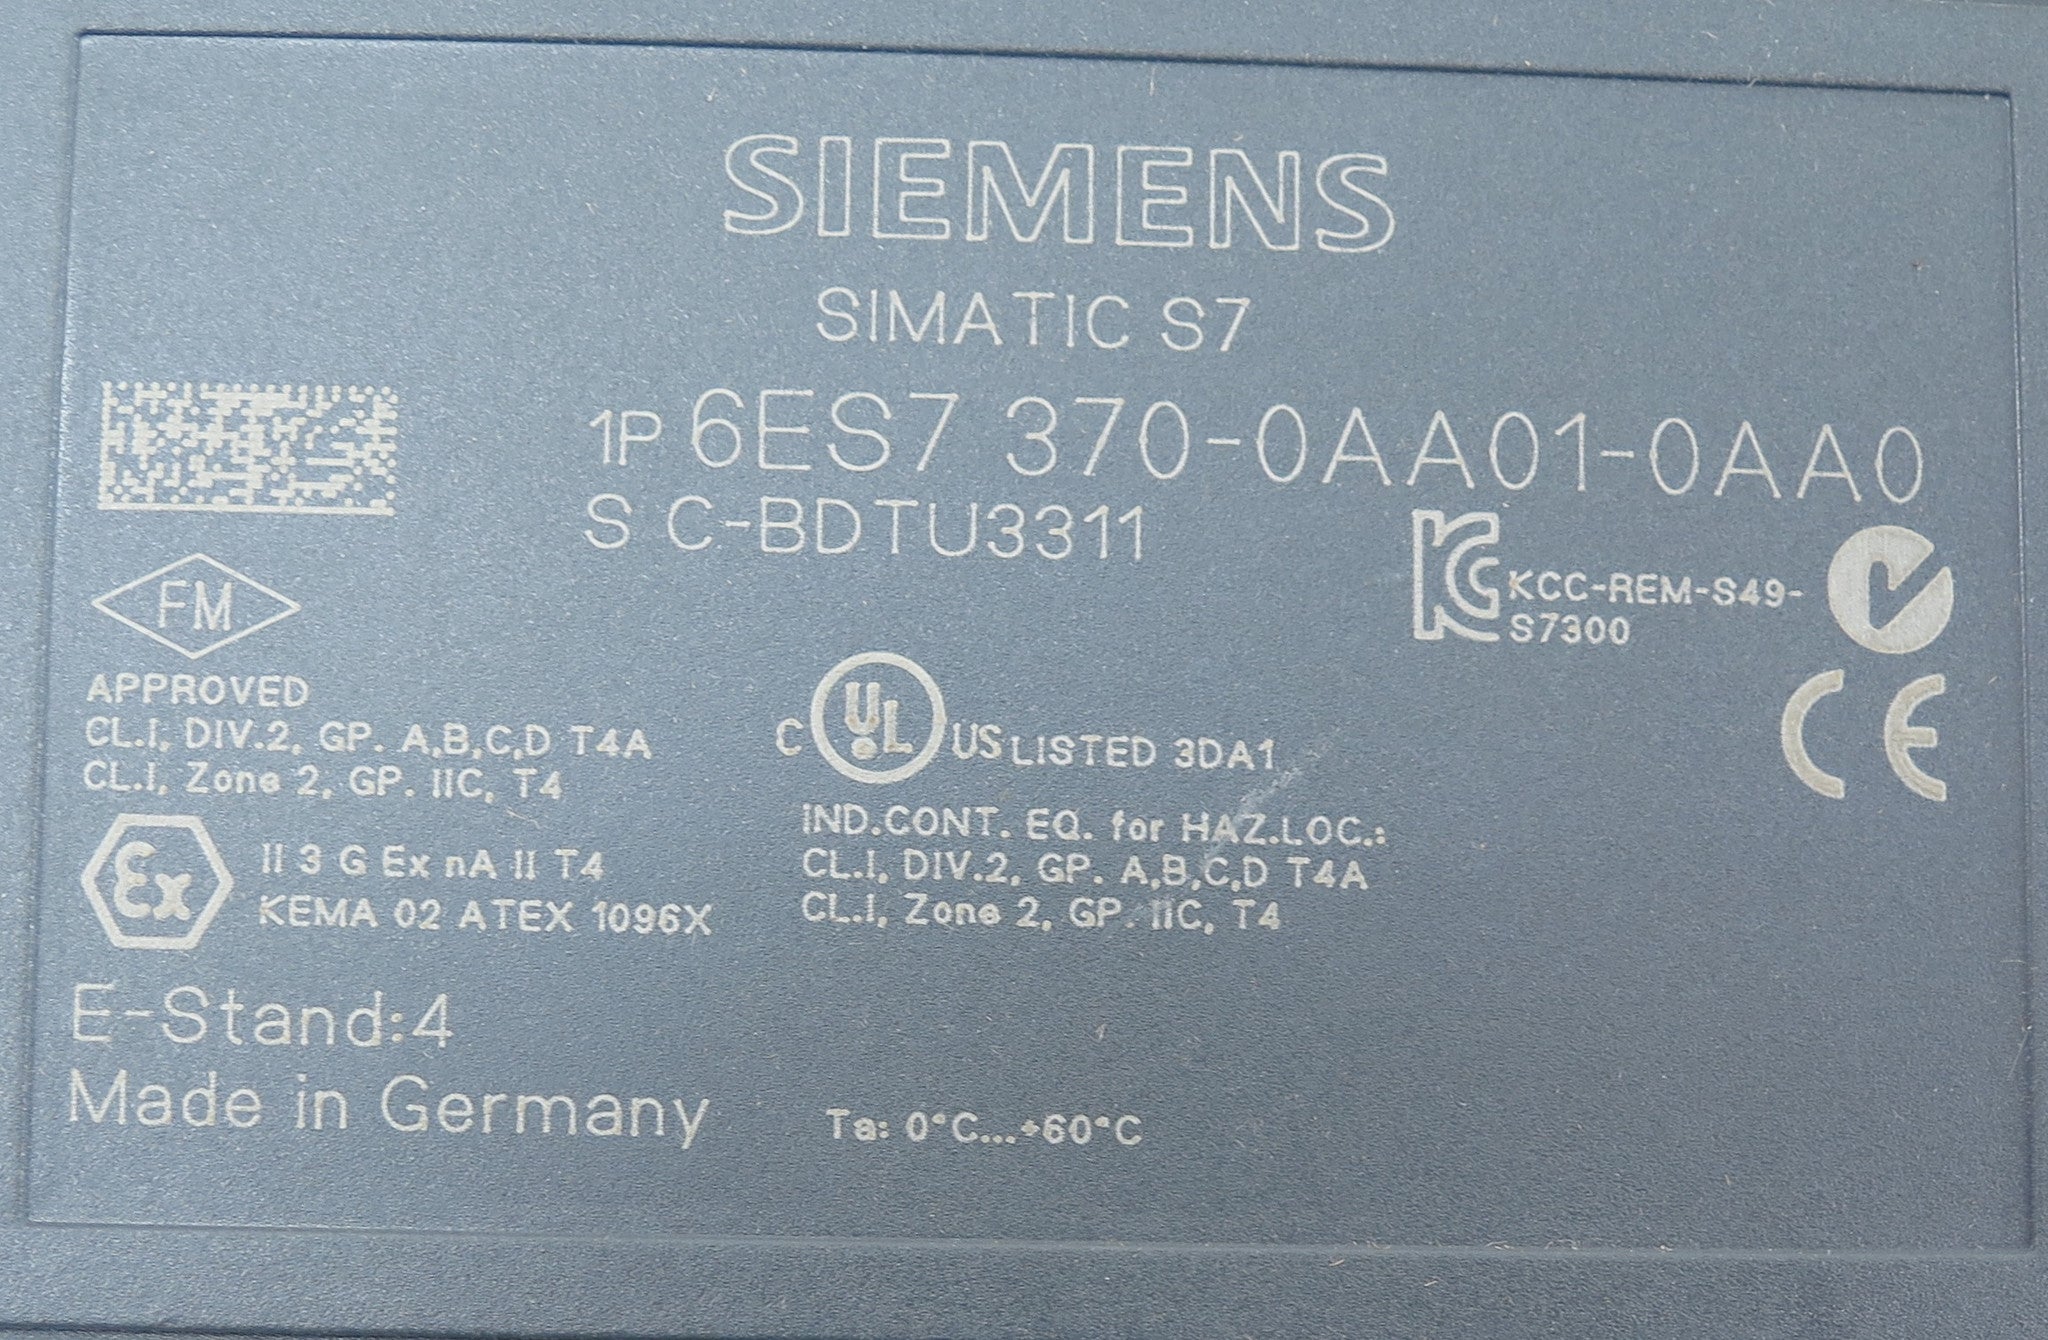 SIEMENS
SIMATIC S7
1P 6ES7 370-0AA01-0AA0
S C-BDTU3311
KCC-REM-S49-
S7300
FM
APPROVED
CL.I, DIV.2, GP. A,B,C,D T4A
CL.I, Zone 2, GP. IIC, T4
C UL US LISTED 3DA1
IND.CONT. EQ. for HAZ.LOC.:
CL.I, DIV.2, GP. A,B,C,D T4A
CL.I, Zone 2, GP. IIC, T4
CE
Ex
II 3 G Ex nA II T4
KEMA 02 ATEX 1096X
E-Stand:4
Made in Germany
Ta: 0°C...+60°C